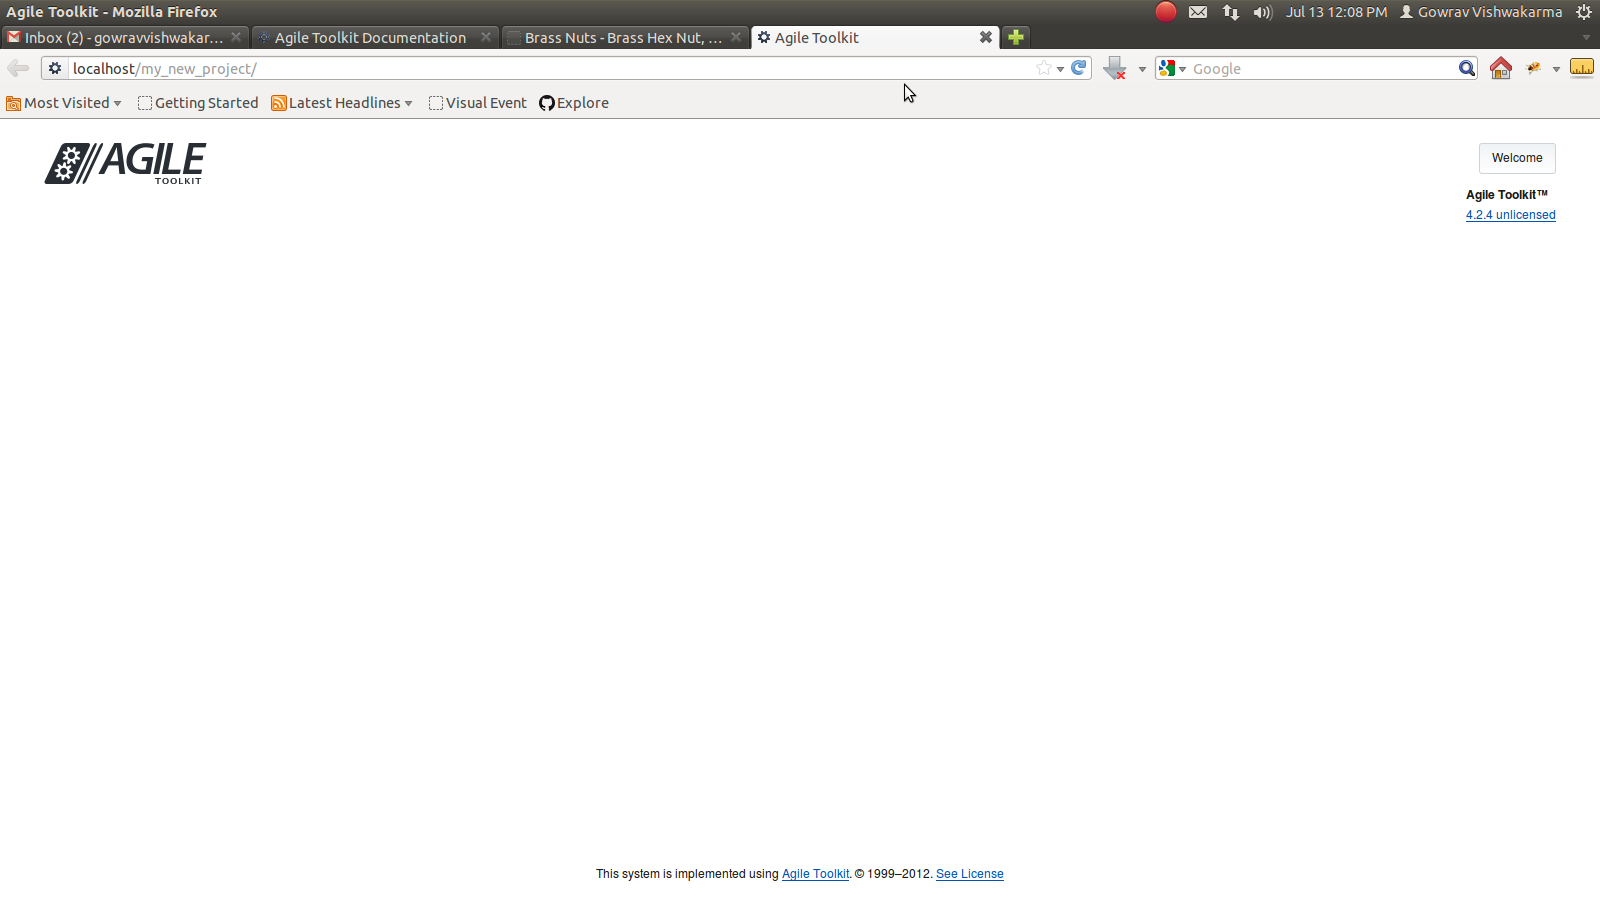 Agile Toolkit - Mozilla Firefox
Jul 13 12:08 PM
Gowrav Vishwakarma
Inbox (2) - gowravvishwakar...
Agile Toolkit Documentation
Brass Nuts - Brass Hex Nut, ...
Agile Toolkit
localhost/my_new_project/
Google
Most Visited
Getting Started
Latest Headlines
Visual Event
Explore
AGILE
TOOLKIT
Welcome
Agile Toolkit™
4.2.4 unlicensed
This system is implemented using Agile Toolkit. © 1999–2012. See License